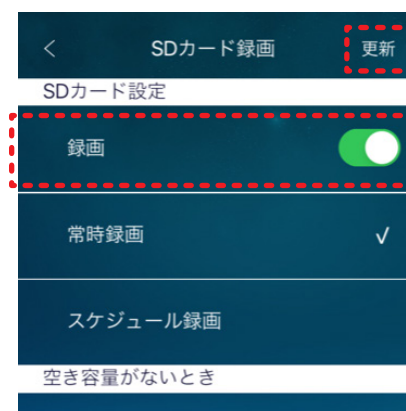 < SDカード録画 更新
SDカード設定
録画
常時録画 ✓
スケジュール録画
空き容量がないとき